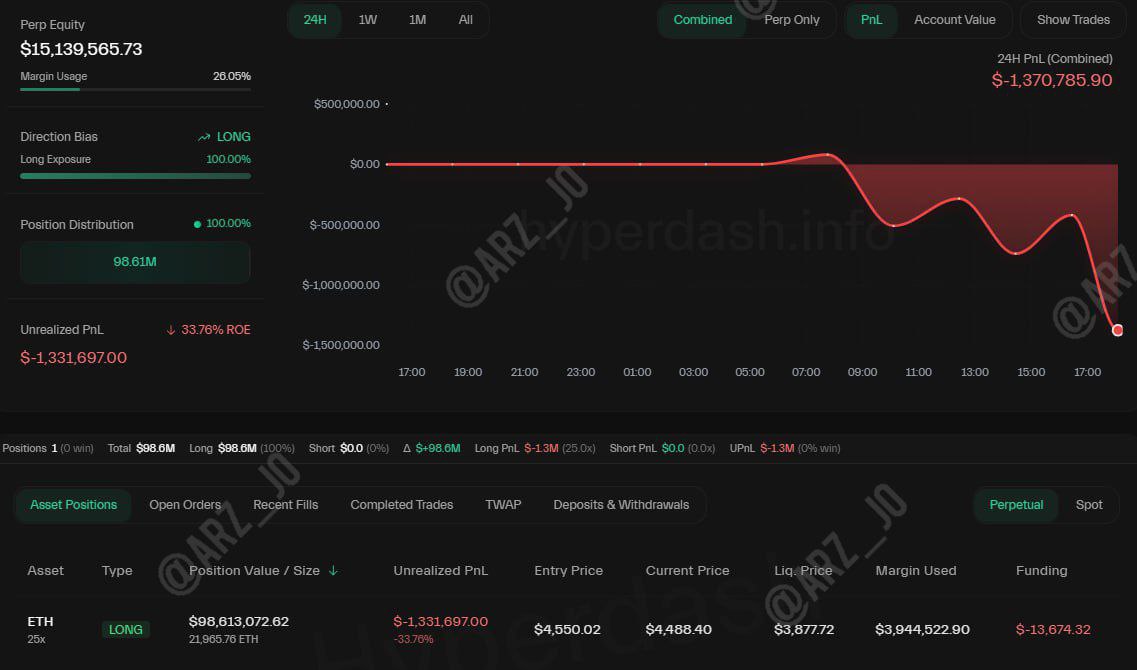 Perp Equity
$15,139,565.73
Margin Usage 26.05%
Direction Bias LONG
Long Exposure 100.00%
Position Distribution 100.00%
98.61M
Unrealized PnL ↓ 33.76% ROE
$-1,331,697.00
24H 1W 1M All
Combined Perp Only PnL Account Value Show Trades
24H PnL (Combined)
$-1,370,785.90
$500,000.00
$0.00
$-500,000.00
$-1,000,000.00
$-1,500,000.00
17:00 19:00 21:00 23:00 01:00 03:00 05:00 07:00 09:00 11:00 13:00 15:00 17:00
hyperdash.info
@ARZ__JO
@ARZ
Positions 1 (0 win) Total $98.6M Long $98.6M (100%) Short $0.0 (0%) Δ $+98.6M Long PnL $-1.3M (25.0x) Short PnL $0.0 (0.0x) UPnL $-1.3M (0% win)
Asset Positions Open Orders Recent Fills Completed Trades TWAP Deposits & Withdrawals Perpetual Spot
@ARZ__JO
@ARZ__JO
Asset Type Position Value / Size ↓ Unrealized PnL Entry Price Current Price Liq. Price Margin Used Funding
ETH LONG $98,613,072.62 $-1,331,697.00 $4,550.02 $4,488.40 $3,877.72 $3,944,522.90 $-13,674.32
25x 21,965.76 ETH -33.76%
Hyperdash